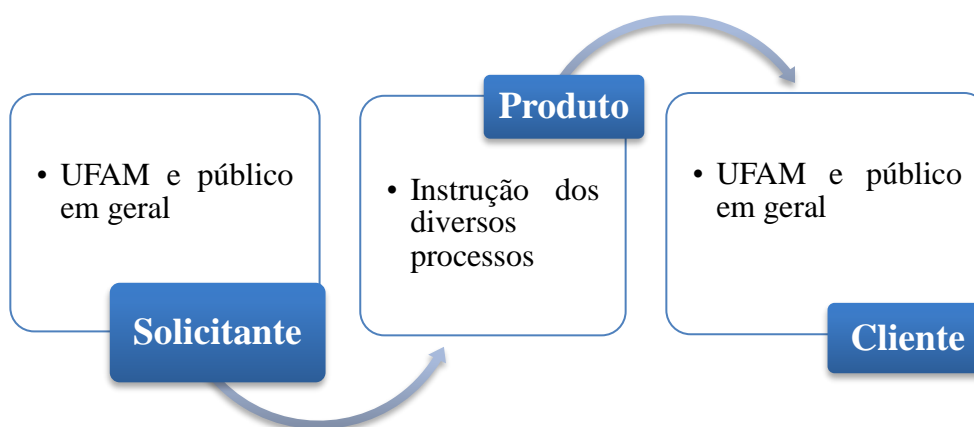 • UFAM e público
em geral
Solicitante
Produto
• Instrução dos
diversos
processos
• UFAM e público
em geral
Cliente